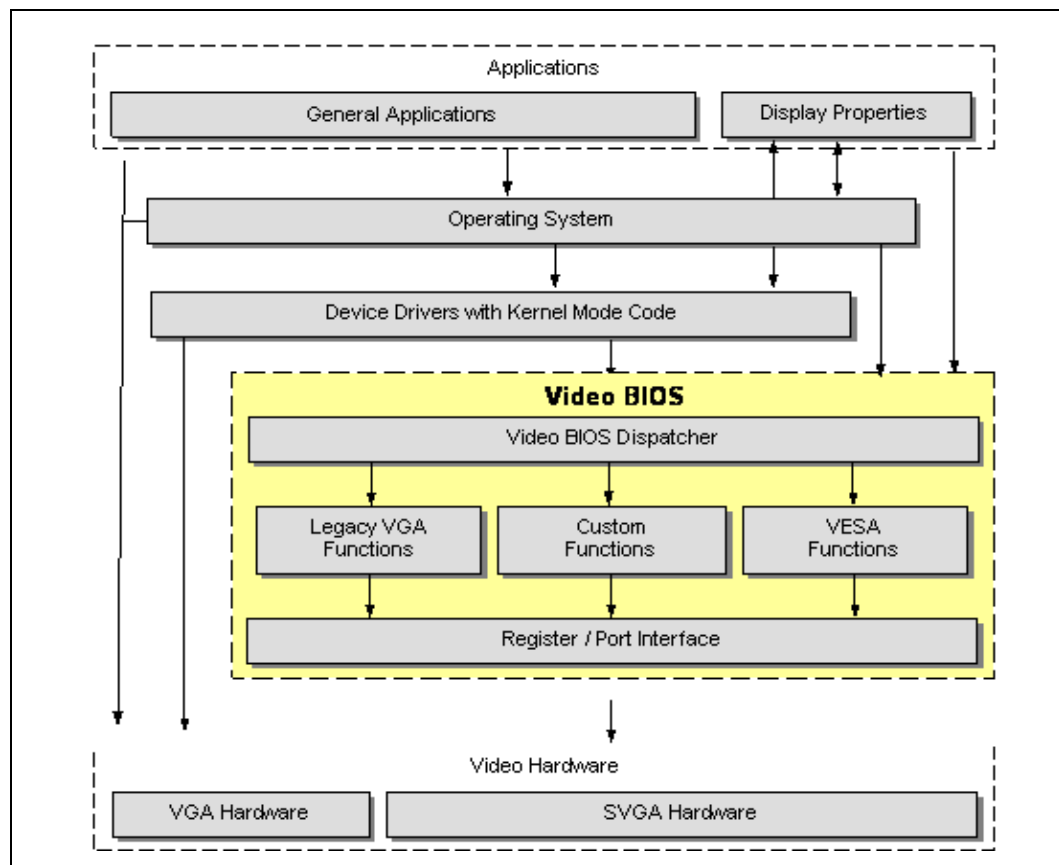 Applications
General Applications
Display Properties
Operating System
Device Drivers with Kernel Mode Code
Video BIOS
Video BIOS Dispatcher
Legacy VGA
Functions
Custom
Functions
VESA
Functions
Register / Port Interface
Video Hardware
VGA Hardware
SVGA Hardware